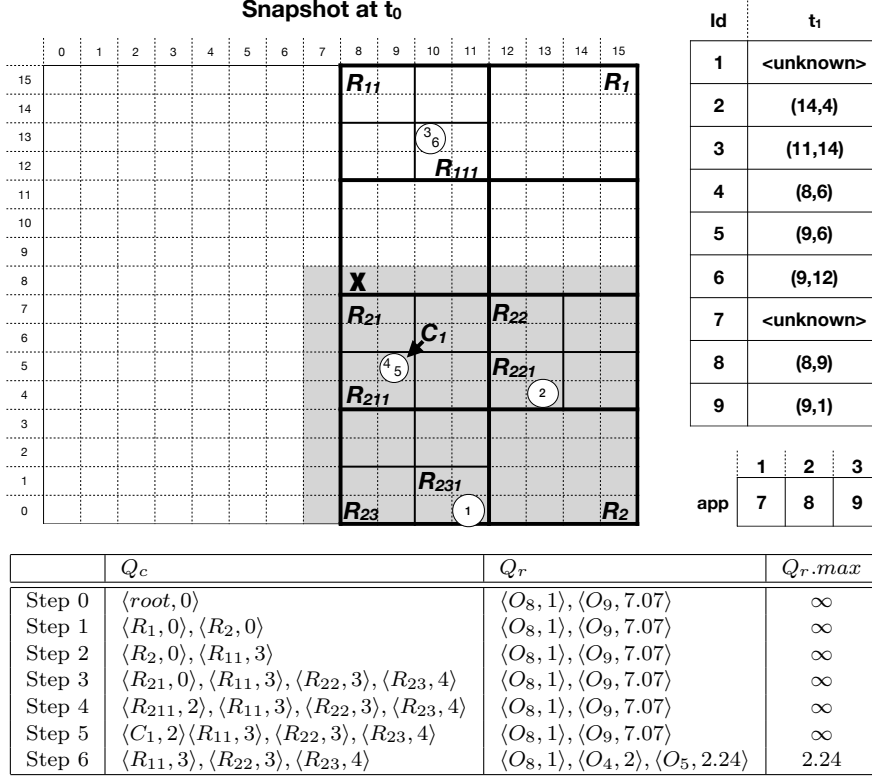 Snapshot at t0
0 1 2 3 4 5 6 7 8 9 10 11 12 13 14 15
15 R11 R1
14
13 3 6
12 R111
11
10
9
8 X
7 R21 R22
6 C1
5 4 5 R221
4 R211 2
3
2
1 R231
0 R23 1 R2
Id t1
1 <unknown>
2 (14,4)
3 (11,14)
4 (8,6)
5 (9,6)
6 (9,12)
7 <unknown>
8 (8,9)
9 (9,1)
1 2 3
app 7 8 9
Qc Qr Qr.max
Step 0 ⟨root, 0⟩ ⟨O8, 1⟩, ⟨O9, 7.07⟩ ∞
Step 1 ⟨R1, 0⟩, ⟨R2, 0⟩ ⟨O8, 1⟩, ⟨O9, 7.07⟩ ∞
Step 2 ⟨R2, 0⟩, ⟨R11, 3⟩ ⟨O8, 1⟩, ⟨O9, 7.07⟩ ∞
Step 3 ⟨R21, 0⟩, ⟨R11, 3⟩, ⟨R22, 3⟩, ⟨R23, 4⟩ ⟨O8, 1⟩, ⟨O9, 7.07⟩ ∞
Step 4 ⟨R211, 2⟩, ⟨R11, 3⟩, ⟨R22, 3⟩, ⟨R23, 4⟩ ⟨O8, 1⟩, ⟨O9, 7.07⟩ ∞
Step 5 ⟨C1, 2⟩⟨R11, 3⟩, ⟨R22, 3⟩, ⟨R23, 4⟩ ⟨O8, 1⟩, ⟨O9, 7.07⟩ ∞
Step 6 ⟨R11, 3⟩, ⟨R22, 3⟩, ⟨R23, 4⟩ ⟨O8, 1⟩, ⟨O4, 2⟩, ⟨O5, 2.24⟩ 2.24